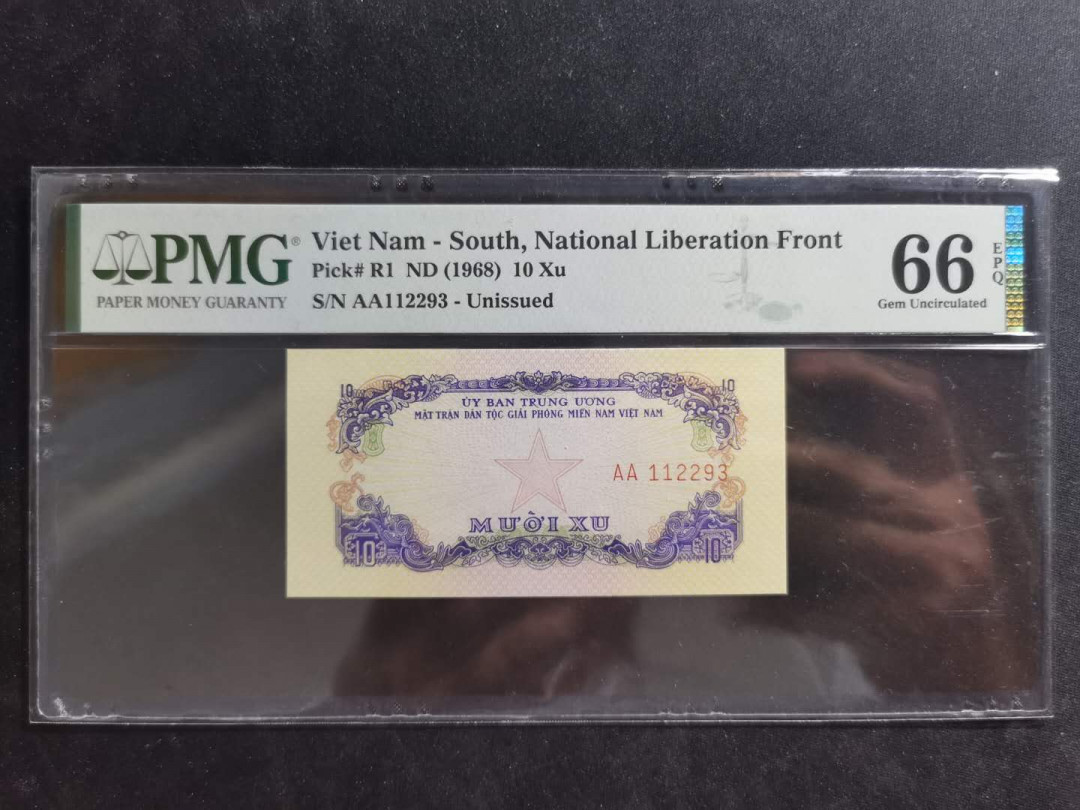 PMG®
PAPER MONEY GUARANTY
Viet Nam - South, National Liberation Front
Pick# R1 ND (1968) 10 Xu
S/N AA112293 - Unissued
66
EPQ
Gem Uncirculated
10 10
ỦY BAN TRUNG ƯƠNG
MẶT TRẬN DÂN TỘC GIẢI PHÓNG MIỀN NAM VIỆT NAM
AA 112293
MƯỜI XU
10 10